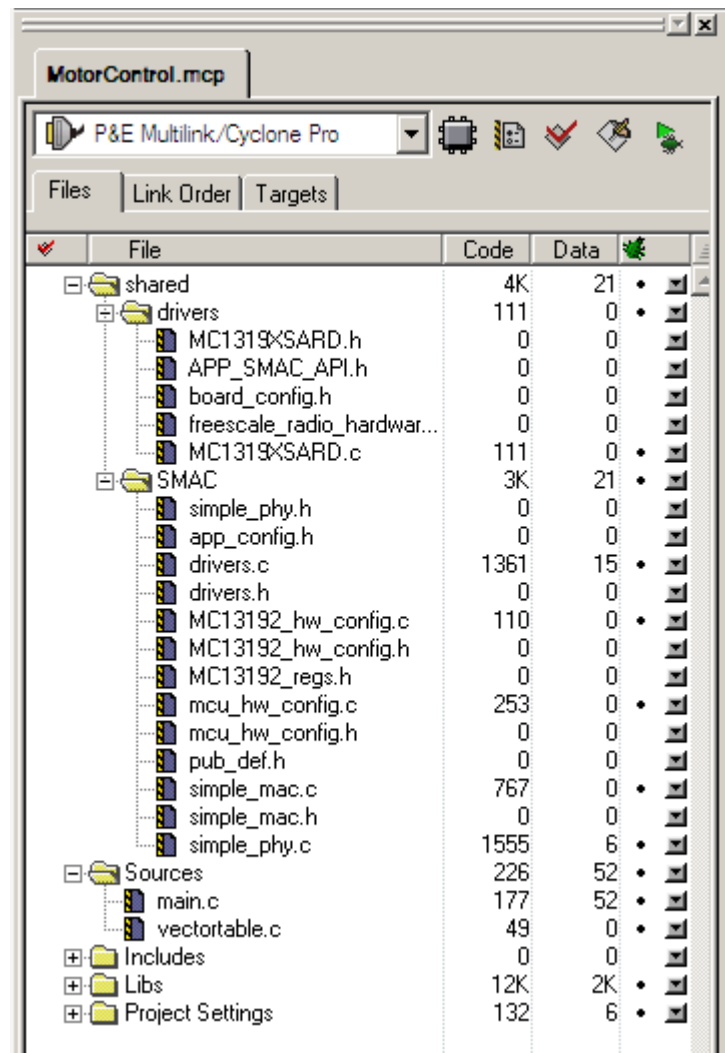 MotorControl.mcp
P&E Multilink/Cyclone Pro
Files Link Order Targets
File Code Data
shared 4K 21
drivers 111 0
MC1319XSARD.h 0 0
APP_SMAC_API.h 0 0
board_config.h 0 0
freescale_radio_hardwar... 0 0
MC1319XSARD.c 111 0
SMAC 3K 21
simple_phy.h 0 0
app_config.h 0 0
drivers.c 1361 15
drivers.h 0 0
MC13192_hw_config.c 110 0
MC13192_hw_config.h 0 0
MC13192_regs.h 0 0
mcu_hw_config.c 253 0
mcu_hw_config.h 0 0
pub_def.h 0 0
simple_mac.c 767 0
simple_mac.h 0 0
simple_phy.c 1555 6
Sources 226 52
main.c 177 52
vectortable.c 49 0
Includes 0 0
Libs 12K 2K
Project Settings 132 6